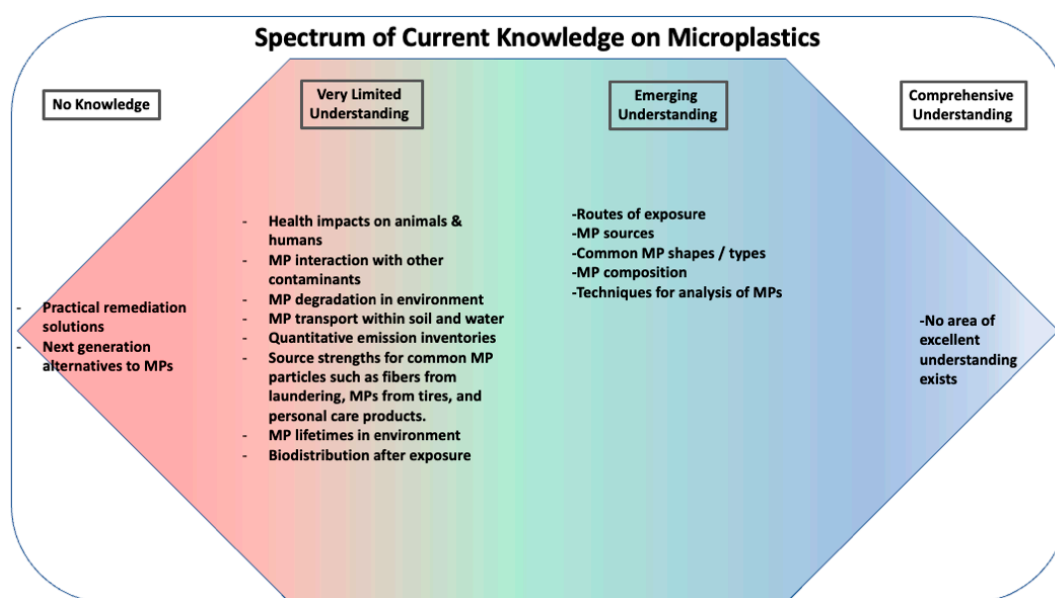 Spectrum of Current Knowledge on Microplastics
No Knowledge
- Practical remediation
solutions
- Next generation
alternatives to MPs
Very Limited
Understanding
- Health impacts on animals &
humans
- MP interaction with other
contaminants
- MP degradation in environment
- MP transport within soil and water
- Quantitative emission inventories
- Source strengths for common MP
particles such as fibers from
laundering, MPs from tires, and
personal care products.
- MP lifetimes in environment
- Biodistribution after exposure
Emerging
Understanding
-Routes of exposure
-MP sources
-Common MP shapes / types
-MP composition
-Techniques for analysis of MPs
Comprehensive
Understanding
-No area of
excellent
understanding
exists